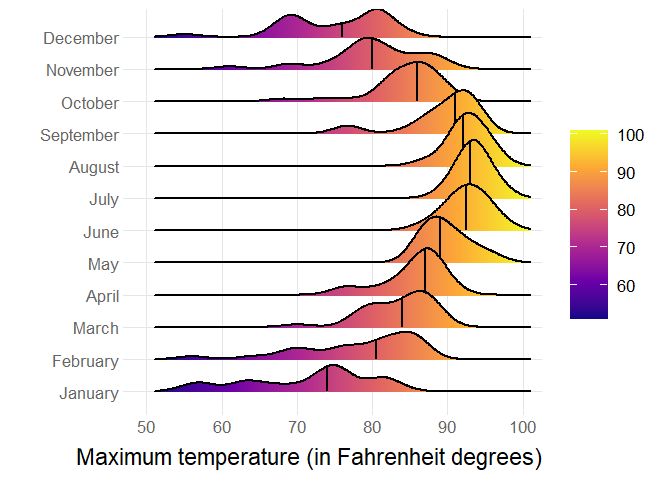 December
November
October
September
August
July
June
May
April
March
February
January
50 60 70 80 90 100
Maximum temperature (in Fahrenheit degrees)
100
90
80
70
60